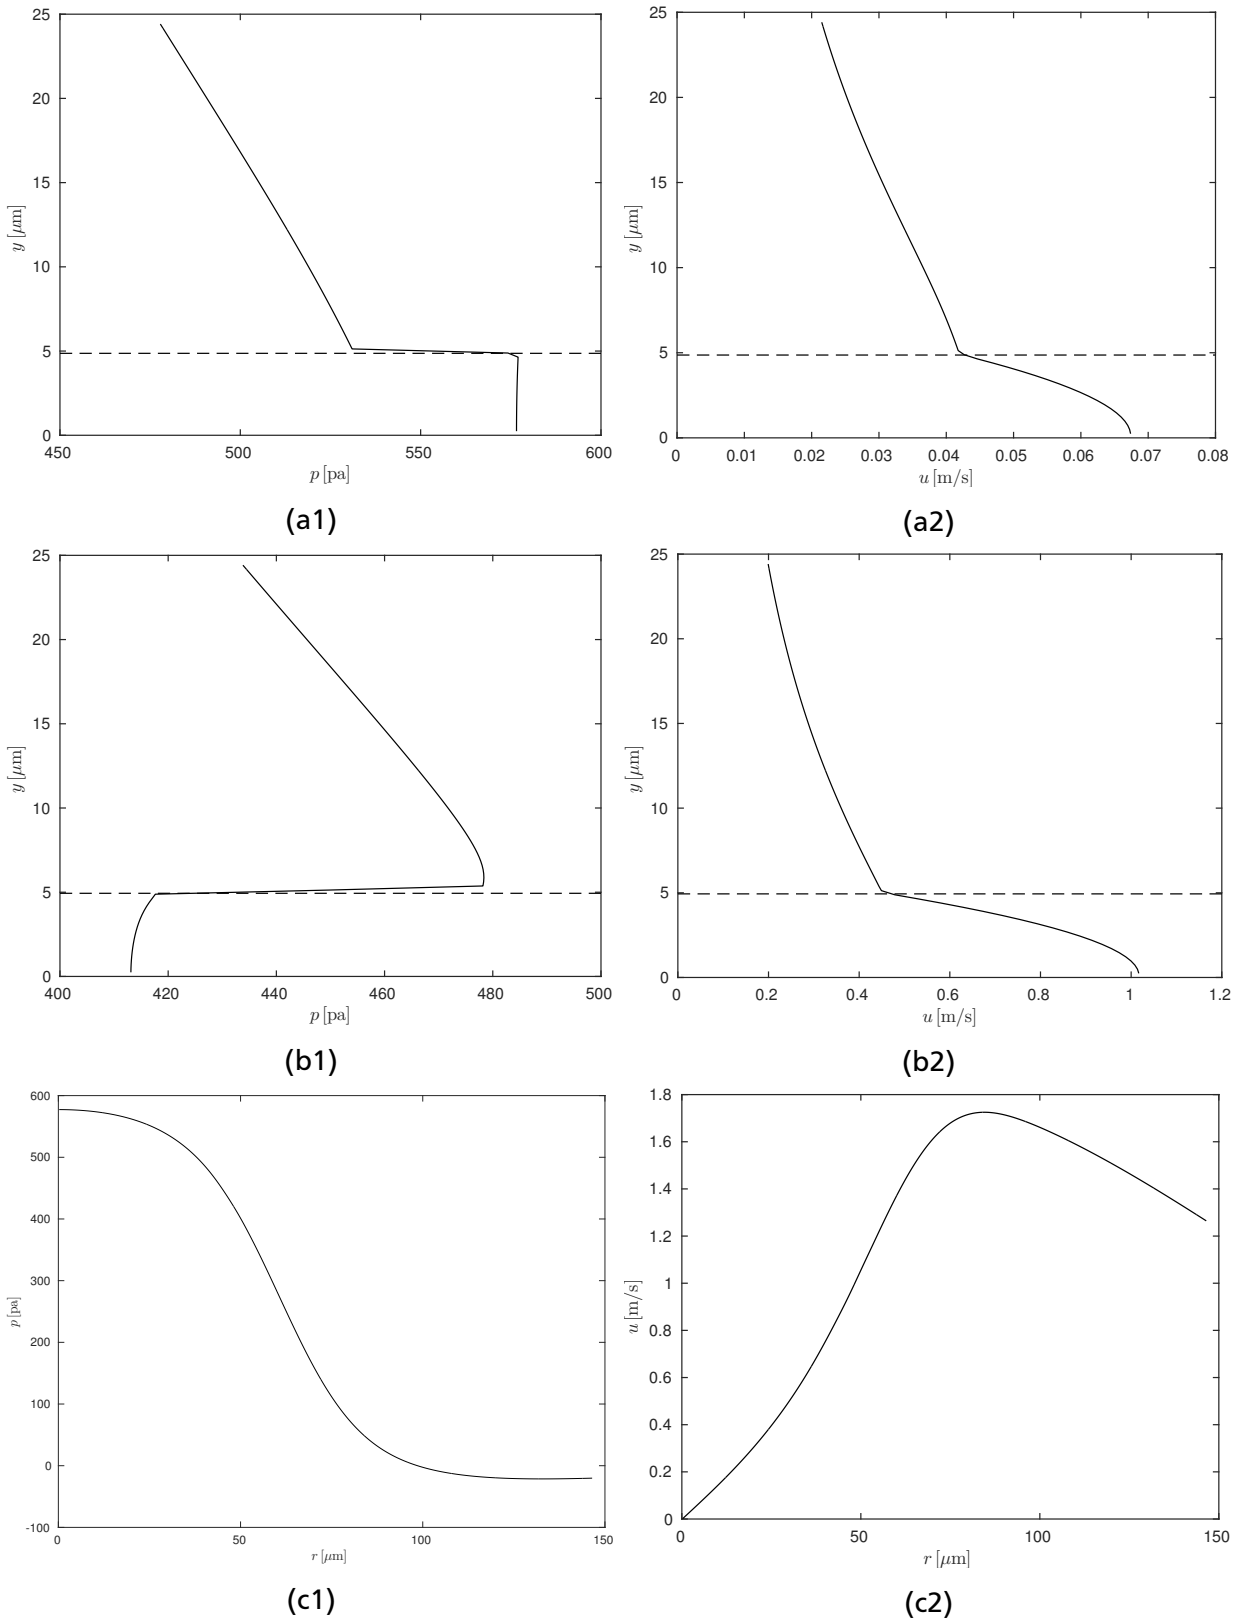 25
20
15
10
5
0
y [μm]
450 500 550 600
p [pa]
(a1)
25
20
15
10
5
0
y [μm]
0 0.01 0.02 0.03 0.04 0.05 0.06 0.07 0.08
u [m/s]
(a2)
25
20
15
10
5
0
y [μm]
400 420 440 460 480 500
p [pa]
(b1)
25
20
15
10
5
0
y [μm]
0 0.2 0.4 0.6 0.8 1 1.2
u [m/s]
(b2)
600
500
400
300
200
100
0
-100
p [pa]
0 50 100 150
r [μm]
(c1)
1.8
1.6
1.4
1.2
1
0.8
0.6
0.4
0.2
0
u [m/s]
0 50 100 150
r [μm]
(c2)